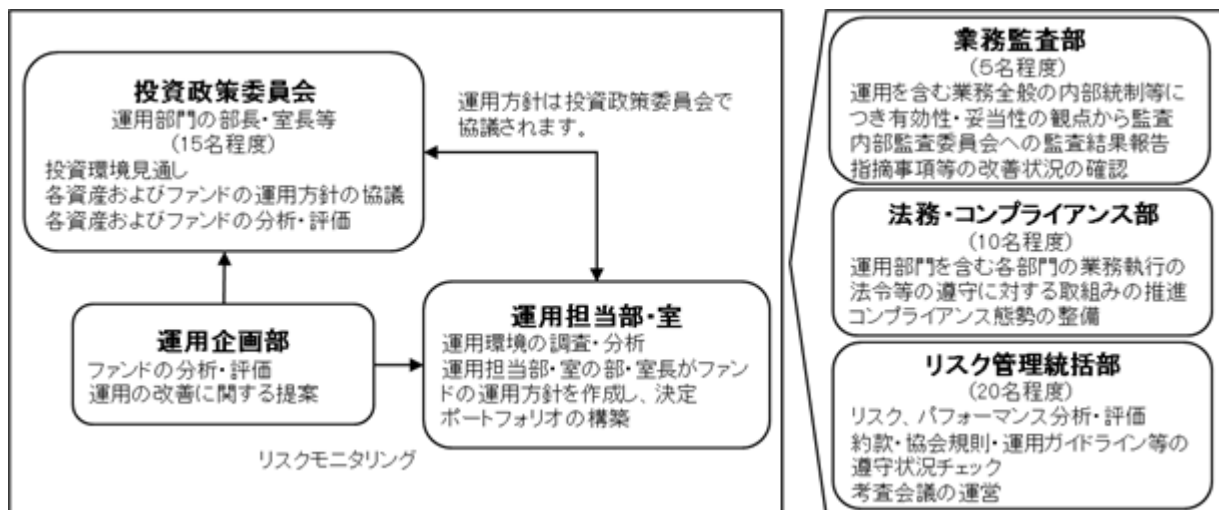 投資政策委員会
運用部門の部長・室長等
(15名程度)
投資環境見通し
各資産およびファンドの運用方針の協議
各資産およびファンドの分析・評価
運用方針は投資政策委員会で
協議されます。
運用企画部
ファンドの分析・評価
運用の改善に関する提案
運用担当部・室
運用環境の調査・分析
運用担当部・室の部・室長がファン
ドの運用方針を作成し、決定
ポートフォリオの構築
リスクモニタリング
業務監査部
(5名程度)
運用を含む業務全般の内部統制等に
つき有効性・妥当性の観点から監査
内部監査委員会への監査結果報告
指摘事項等の改善状況の確認
法務・コンプライアンス部
(10名程度)
運用部門を含む各部門の業務執行の
法令等の遵守に対する取組みの推進
コンプライアンス態勢の整備
リスク管理統括部
(20名程度)
リスク、パフォーマンス分析・評価
約款・協会規則・運用ガイドライン等の
遵守状況チェック
考査会議の運営